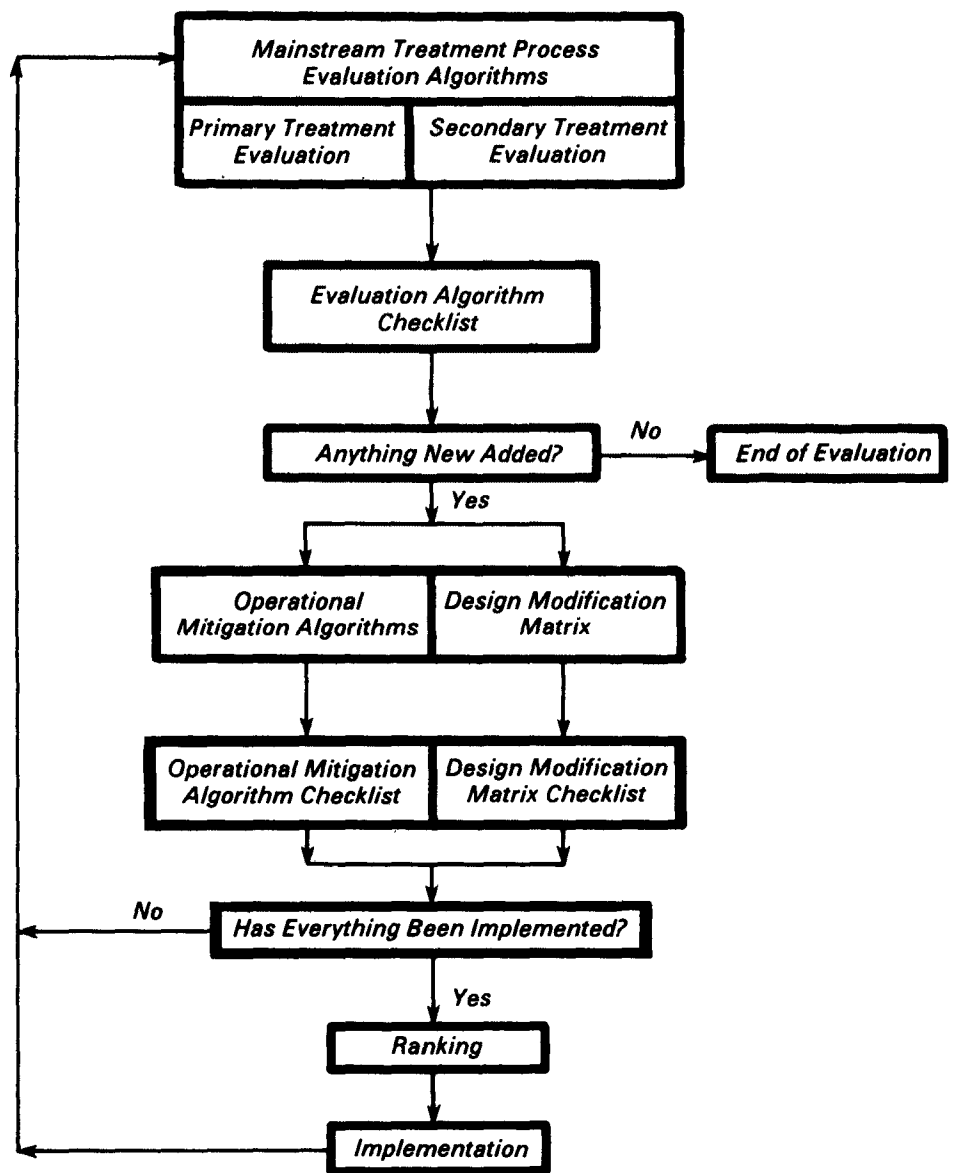 Mainstream Treatment Process
Evaluation Algorithms
Primary Treatment
Evaluation
Secondary Treatment
Evaluation
Evaluation Algorithm
Checklist
Anything New Added?
No
End of Evaluation
Yes
Operational
Mitigation Algorithms
Design Modification
Matrix
Operational Mitigation
Algorithm Checklist
Design Modification
Matrix Checklist
No
Has Everything Been Implemented?
Yes
Ranking
Implementation